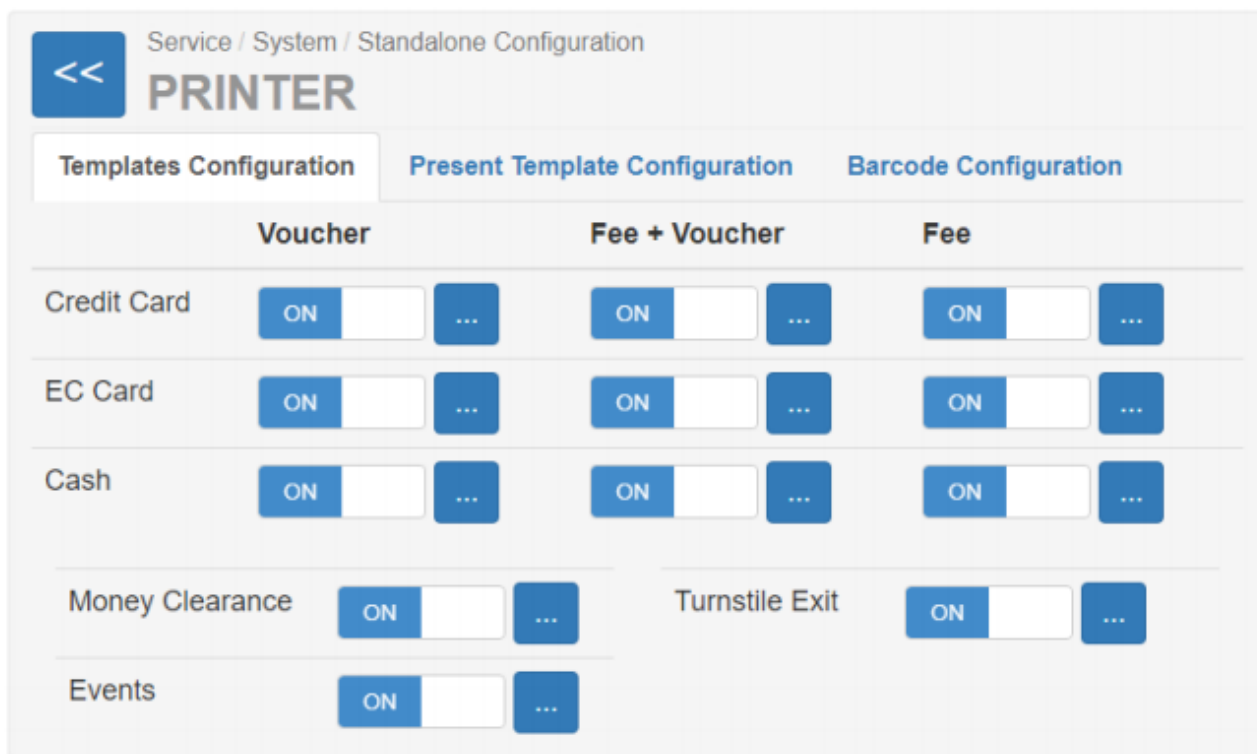 <<
Service / System / Standalone Configuration
PRINTER
Templates Configuration Present Template Configuration Barcode Configuration
Voucher Fee + Voucher Fee
Credit Card ON ... ON ... ON ...
EC Card ON ... ON ... ON ...
Cash ON ... ON ... ON ...
Money Clearance ON ... Turnstile Exit ON ...
Events ON ...